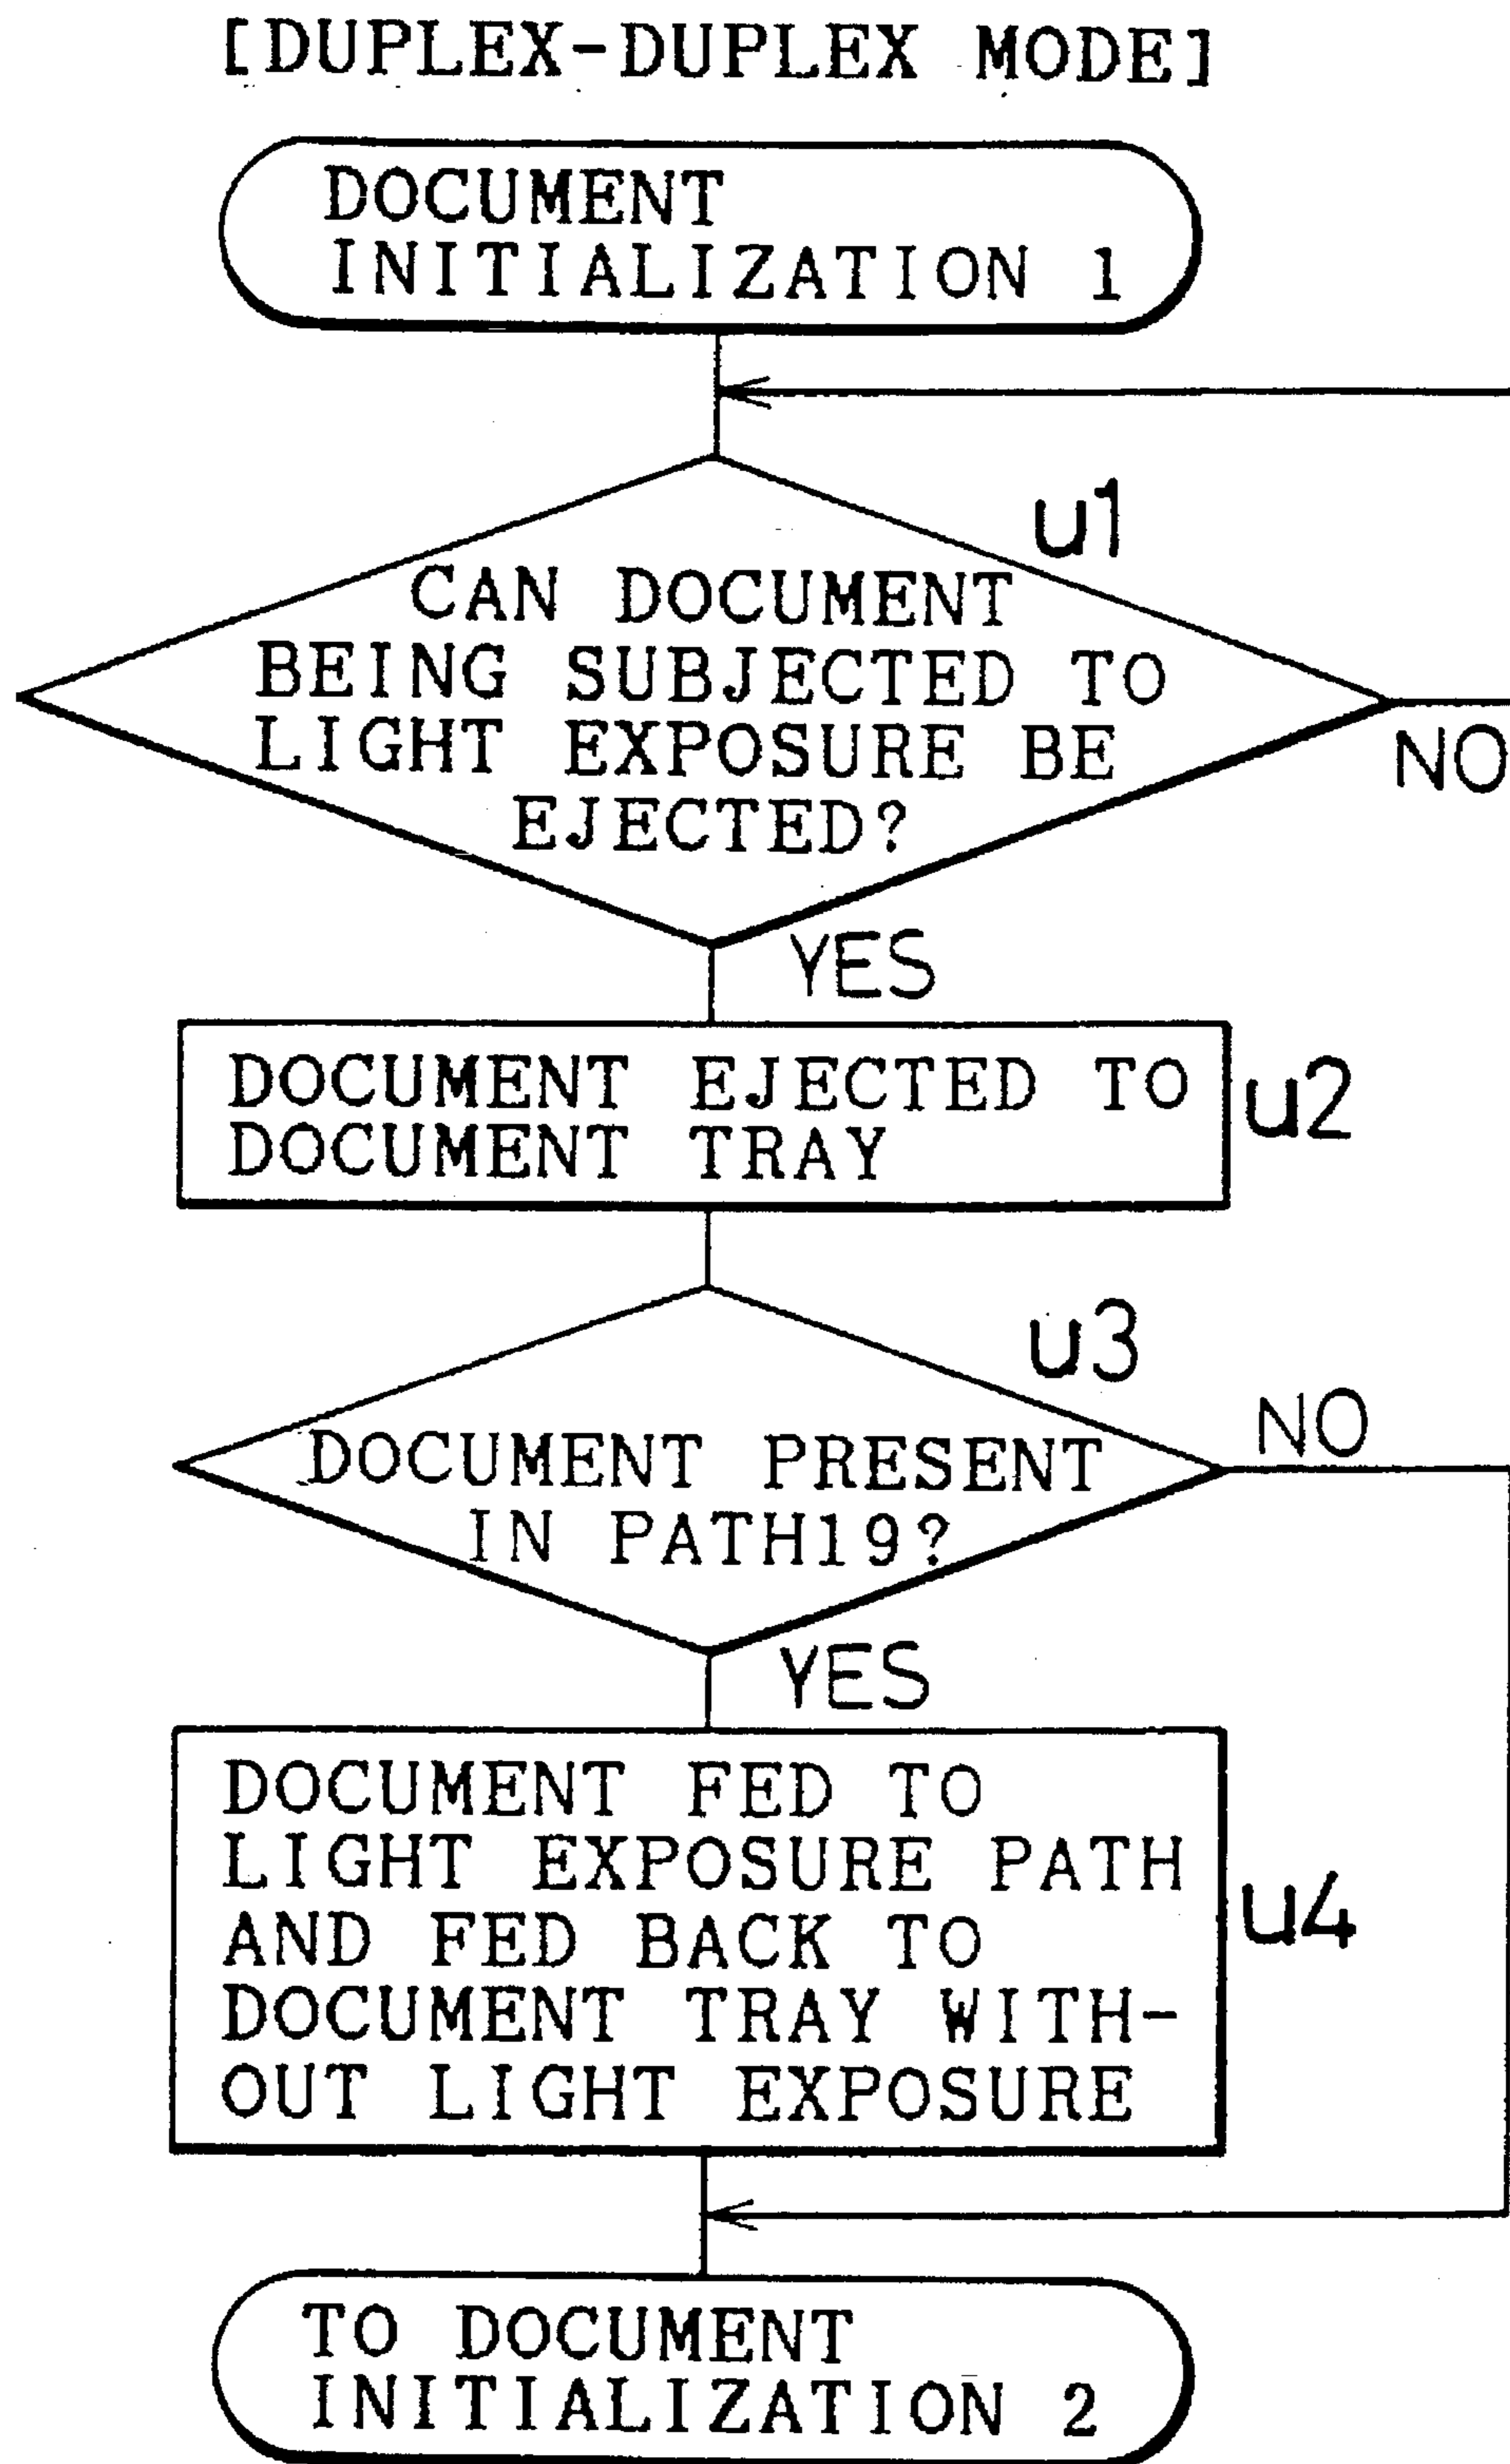 [DUPLEX-DUPLEX MODE]
DOCUMENT
INITIALIZATION 1
u1
CAN DOCUMENT
BEING SUBJECTED TO
LIGHT EXPOSURE BE
EJECTED?
NO
YES
DOCUMENT EJECTED TO
DOCUMENT TRAY
u2
u3
NO
DOCUMENT PRESENT
IN PATH19?
YES
DOCUMENT FED TO
LIGHT EXPOSURE PATH
AND FED BACK TO
DOCUMENT TRAY WITH-
OUT LIGHT EXPOSURE
u4
TO DOCUMENT
INITIALIZATION 2